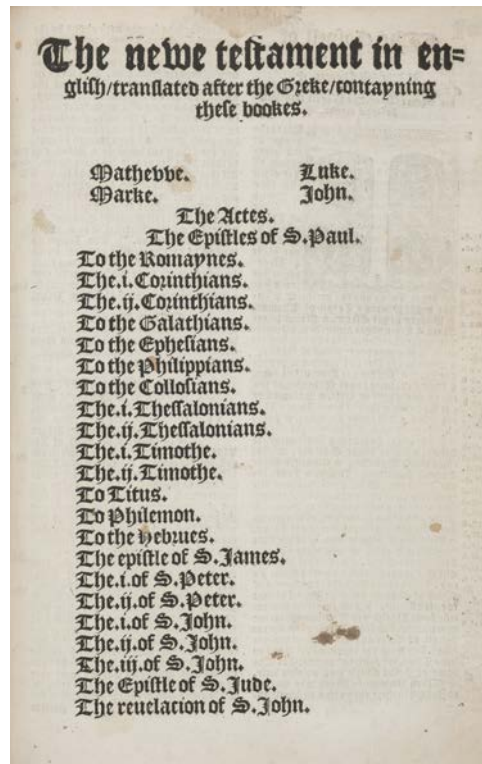 The newe testament in en=
glish/translated after the Greke/contayning
these bookes.
Mathevve. Luke.
Marke. John.
The Actes.
The Epistles of S.Paul.
To the Romaynes.
The.i.Corinthians.
The.ij.Corinthians.
To the Galathians.
To the Ephesians.
To the Philippians.
To the Collosians.
The.i.Thessalonians.
The.ij.Thessalonians.
The.i.Timothe.
The.ij.Timothe.
To Titus.
To Philemon.
To the Hebrues.
The epistle of S.James.
The.i.of S.Peter.
The.ij.of S.Peter.
The.i.of S.John.
The.ij.of S.John.
The.iij.of S.John.
The Epistle of S.Jude.
The reuelacion of S.John.